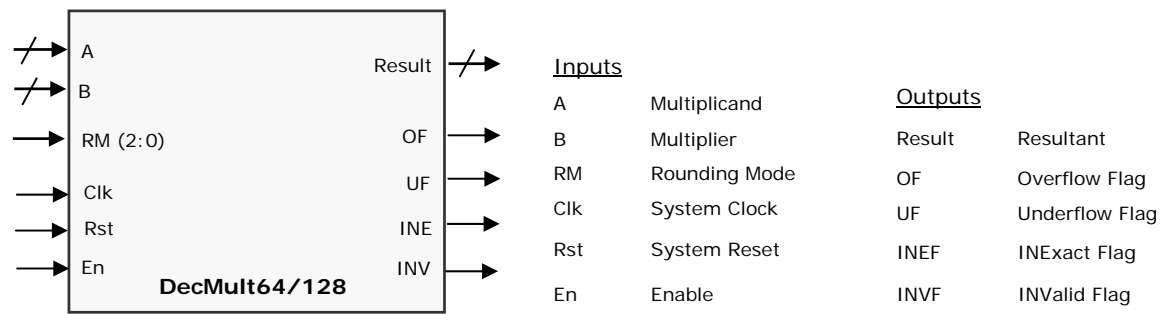 A
B
RM (2:0)
Clk
Rst
En
Result
OF
UF
INE
INV
DecMult64/128
Inputs
A Multiplicand
B Multiplier
RM Rounding Mode
Clk System Clock
Rst System Reset
En Enable
Outputs
Result Resultant
OF Overflow Flag
UF Underflow Flag
INEF INExact Flag
INVF INValid Flag